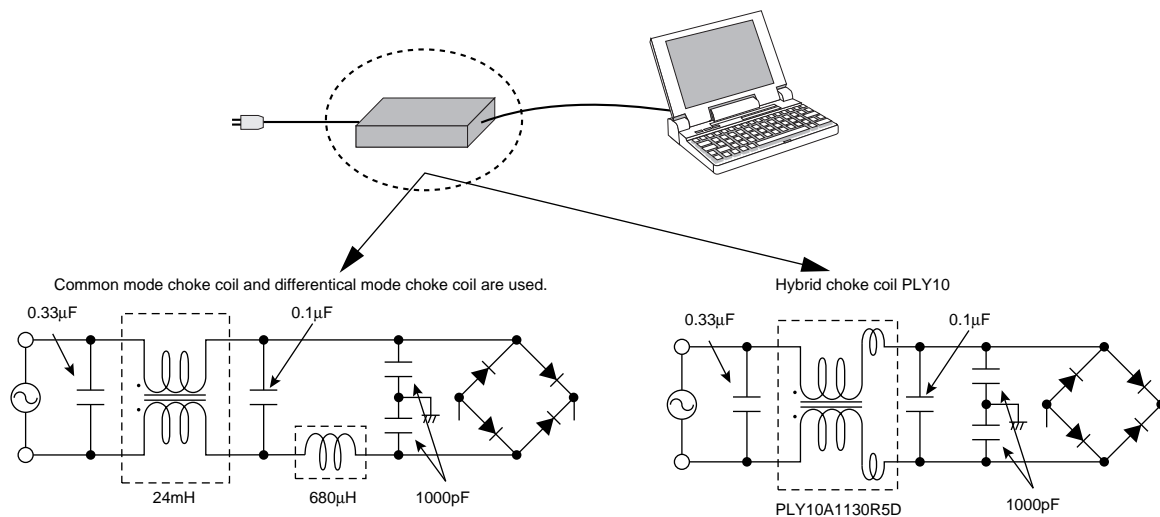 Common mode choke coil and differentical mode choke coil are used.
0.33μF
0.1μF
24mH
680μH
1000pF
Hybrid choke coil PLY10
0.33μF
0.1μF
PLY10A1130R5D
1000pF